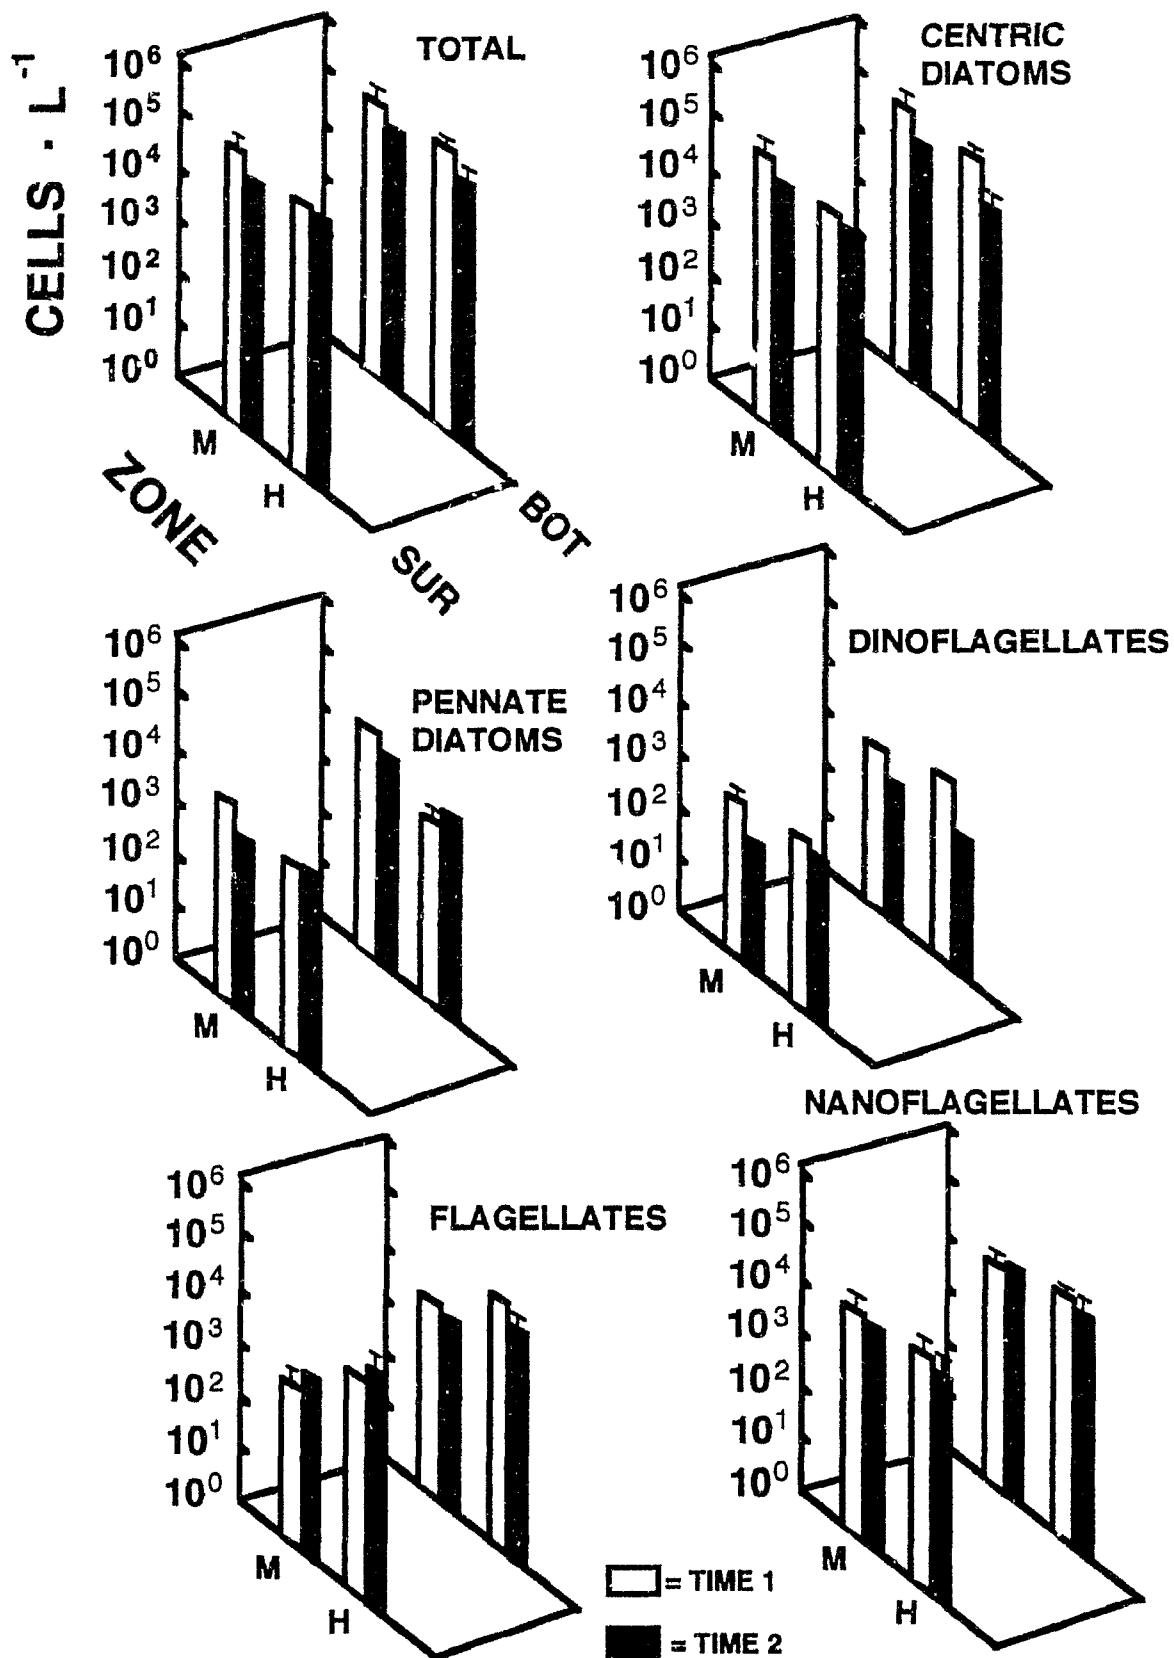 CELLS · L⁻¹
TOTAL
10⁶
10⁵
10⁴
10³
10²
10¹
10⁰
M
H
ZONE
SUR
BOT
CENTRIC
DIATOMS
10⁶
10⁵
10⁴
10³
10²
10¹
10⁰
M
H
PENNATE
DIATOMS
10⁶
10⁵
10⁴
10³
10²
10¹
10⁰
M
H
DINOFLAGELLATES
10⁶
10⁵
10⁴
10³
10²
10¹
10⁰
M
H
FLAGELLATES
10⁶
10⁵
10⁴
10³
10²
10¹
10⁰
M
H
NANOFLAGELLATES
10⁶
10⁵
10⁴
10³
10²
10¹
10⁰
M
H
= TIME 1
= TIME 2